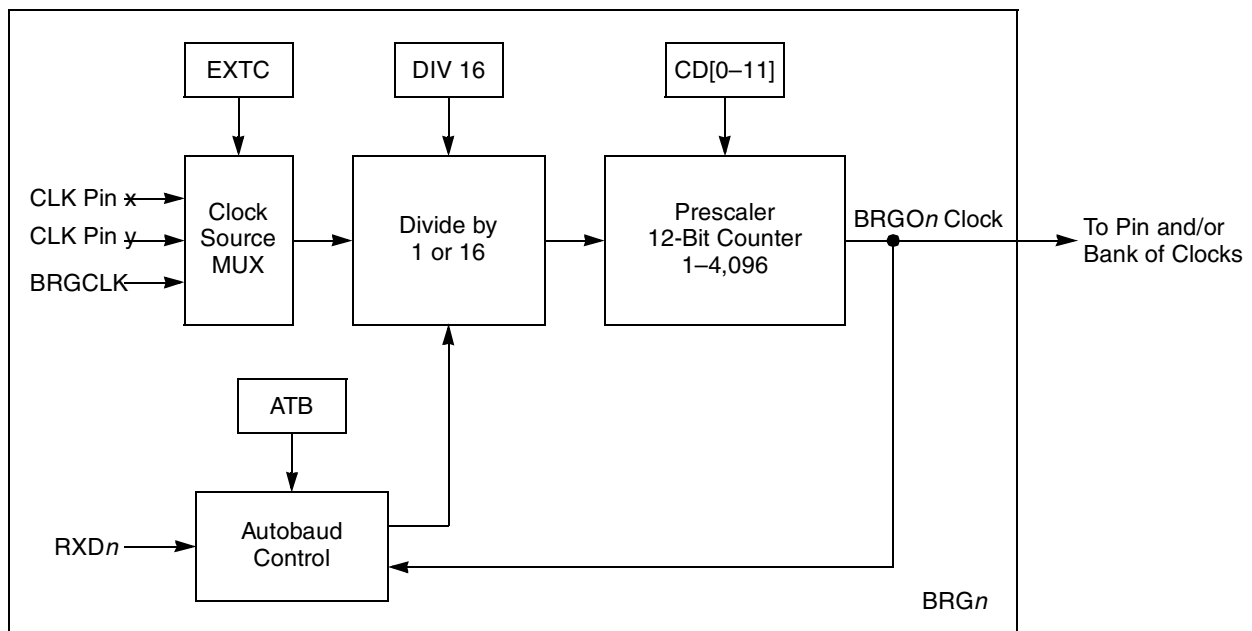 EXTC
DIV 16
CD[0–11]
CLK Pin x
CLK Pin y
BRGCLK
Clock
Source
MUX
Divide by
1 or 16
Prescaler
12-Bit Counter
1–4,096
BRGOn Clock
To Pin and/or
Bank of Clocks
ATB
RXDn
Autobaud
Control
BRGn